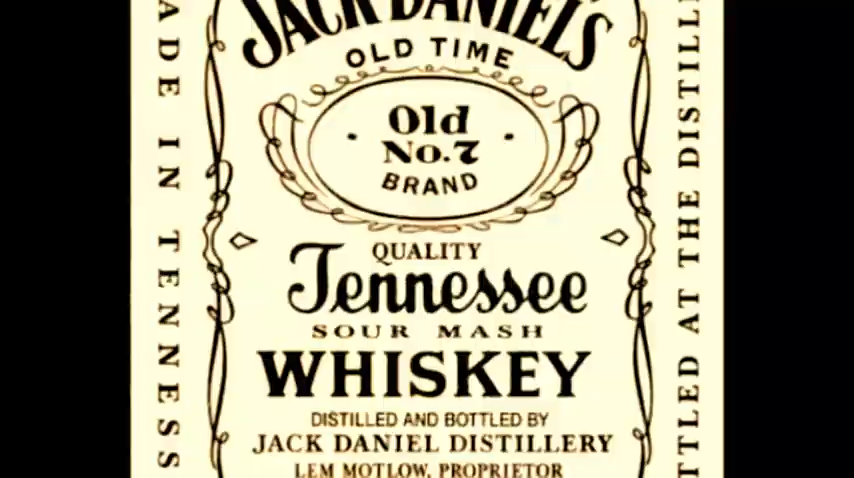 JACK DANIEL'S
OLD TIME
Old
No.7
BRAND
QUALITY
Tennessee
SOUR MASH
WHISKEY
DISTILLED AND BOTTLED BY
JACK DANIEL DISTILLERY
LEM MOTLOW, PROPRIETOR
ADE IN TENNESS
TTLED AT THE DISTILL